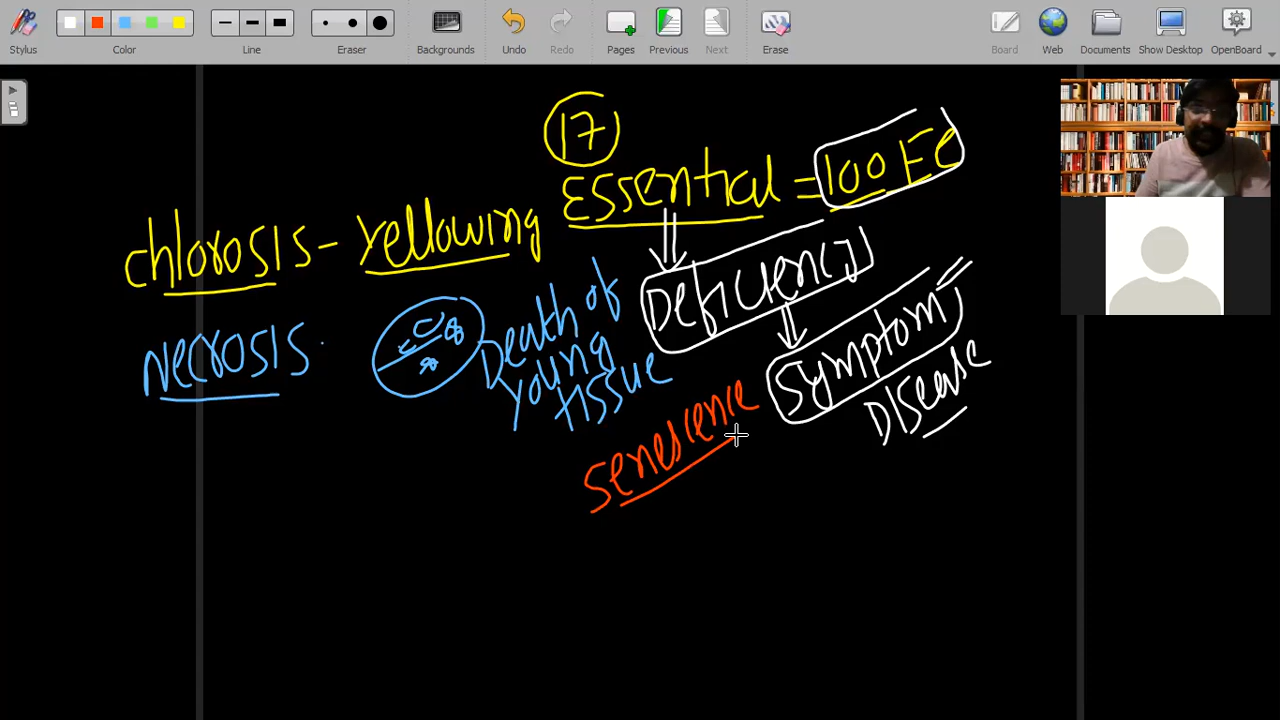 Stylus
Color
Line
Eraser
Backgrounds
Undo
Redo
Pages
Previous
Next
Erase
Board
Web
Documents
Show Desktop
OpenBoard
17
Essential = 100 Fe
chlorosis - Yellowing
Deficiency
necrosis.
Death of
young
tissue
Symptom
Disease
senescence